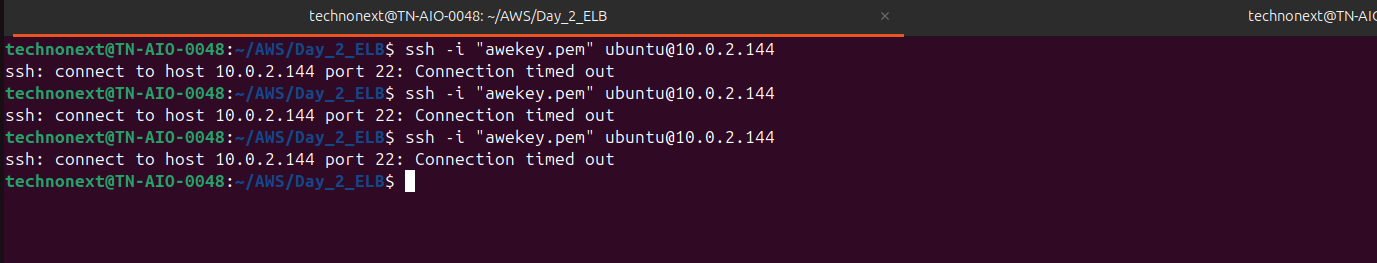 technonext@TN-AIO-0048: ~/AWS/Day_2_ELB × technonext@TN-AIO
technonext@TN-AIO-0048:~/AWS/Day_2_ELB$ ssh -i "awekey.pem" ubuntu@10.0.2.144
ssh: connect to host 10.0.2.144 port 22: Connection timed out
technonext@TN-AIO-0048:~/AWS/Day_2_ELB$ ssh -i "awekey.pem" ubuntu@10.0.2.144
ssh: connect to host 10.0.2.144 port 22: Connection timed out
technonext@TN-AIO-0048:~/AWS/Day_2_ELB$ ssh -i "awekey.pem" ubuntu@10.0.2.144
ssh: connect to host 10.0.2.144 port 22: Connection timed out
technonext@TN-AIO-0048:~/AWS/Day_2_ELB$